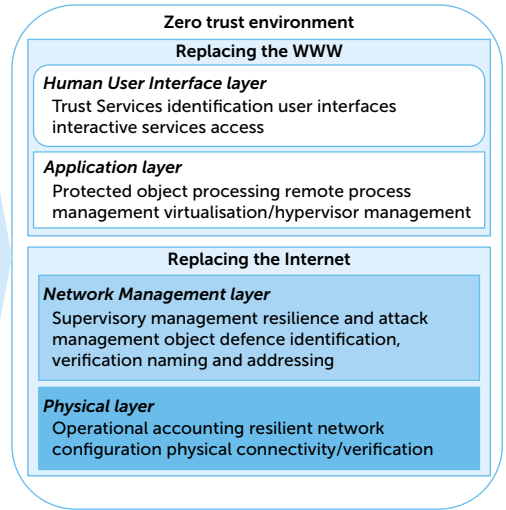 Zero trust environment
Replacing the WWW
Human User Interface layer
Trust Services identification user interfaces
interactive services access
Application layer
Protected object processing remote process
management virtualisation/hypervisor management
Replacing the Internet
Network Management layer
Supervisory management resilience and attack
management object defence identification,
verification naming and addressing
Physical layer
Operational accounting resilient network
configuration physical connectivity/verification